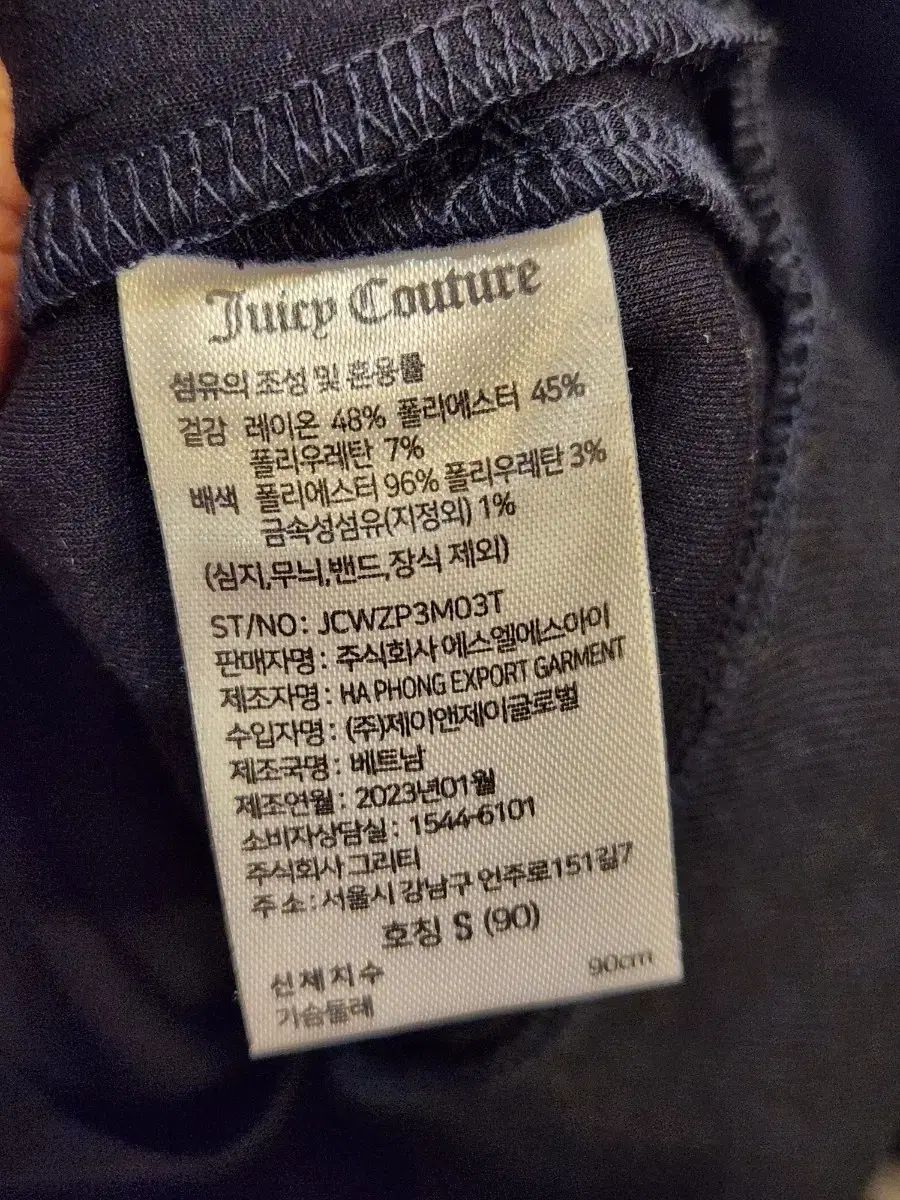 Juicy Couture
섬유의 조성 및 혼용률
겉감 레이온 48% 폴리에스터 45%
폴리우레탄 7%
배색 폴리에스터 96% 폴리우레탄 3%
금속성섬유(지정외) 1%
(심지,무늬,밴드,장식 제외)
ST/NO: JCWZP3M03T
판매자명 : 주식회사 에스엘에스아이
제조자명 : HA PHONG EXPORT GARMENT
수입자명 : (주)제이앤제이글로벌
제조국명 : 베트남
제조연월 : 2023년01월
소비자상담실 : 1544-6101
주식회사 그리티
주 소 : 서울시 강남구 언주로151길7
호칭 S (90)
신체치수 90cm
가슴둘레